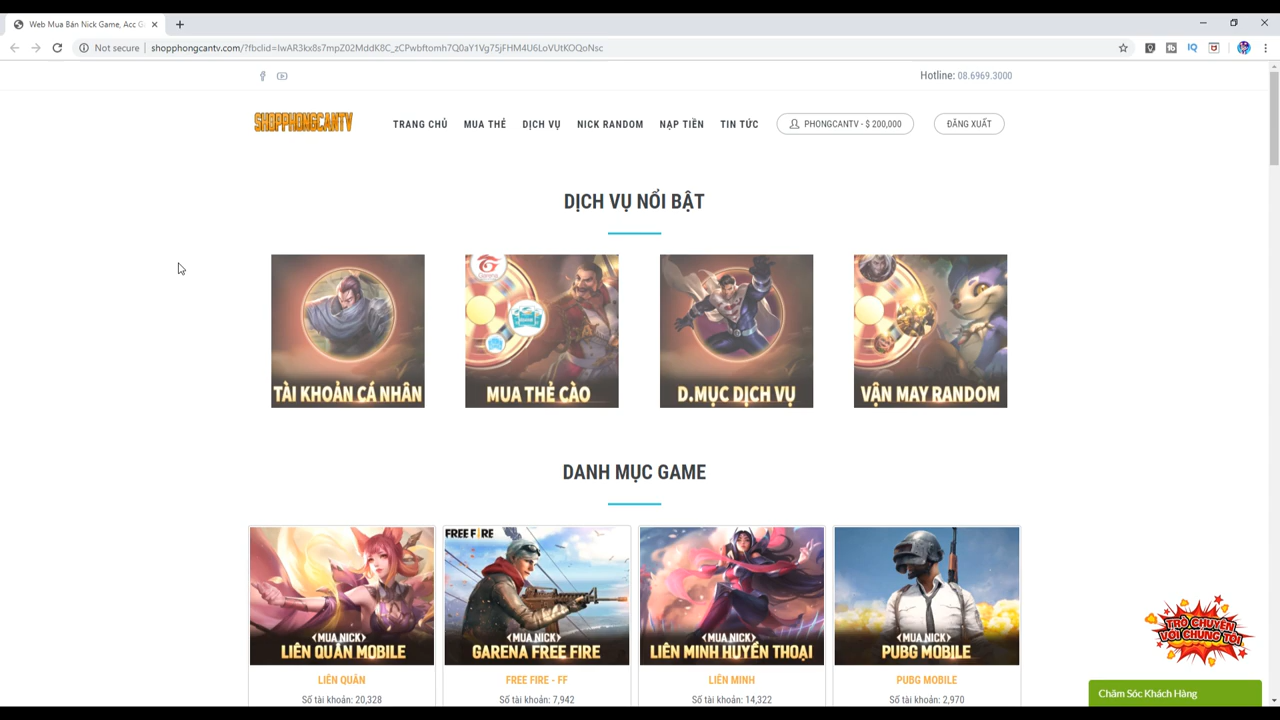 Web Mua Bán Nick Game, Acc G
Not secure
shopphongcantv.com/?fbclid=IwAR3kx8s7mpZ02MddK8C_zCPwbftomh7Q0aY1Vg75jFHM4U6LoVUtKOQoNsc
IQ
Hotline: 08.6969.3000
SHOPPHONGCANTV
TRANG CHỦ
MUA THẺ
DỊCH VỤ
NICK RANDOM
NẠP TIỀN
TIN TỨC
PHONGCANTV - $ 200,000
ĐĂNG XUẤT
DỊCH VỤ NỔI BẬT
Garena
TÀI KHOẢN CÁ NHÂN
MUA THẺ CÀO
D.MỤC DỊCH VỤ
VẬN MAY RANDOM
DANH MỤC GAME
FREE FIRE
MUA NICK
LIÊN QUÂN MOBILE
MUA NICK
GARENA FREE FIRE
MUA NICK
LIÊN MINH HUYỀN THOẠI
MUA NICK
PUBG MOBILE
TRÒ CHUYỆN
VỚI CHÚNG TÔI
LIÊN QUÂN
FREE FIRE - FF
LIÊN MINH
PUBG MOBILE
Số tài khoản: 20,328
Số tài khoản: 7,942
Số tài khoản: 14,322
Số tài khoản: 2,970
Chăm Sóc Khách Hàng